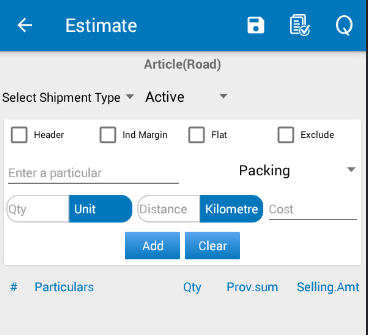 Estimate
Article(Road)
Select Shipment Type Active
Header Ind Margin Flat Exclude
Enter a particular Packing
Qty Unit Distance Kilometre Cost
Add Clear
# Particulars Qty Prov.sum Selling.Amt